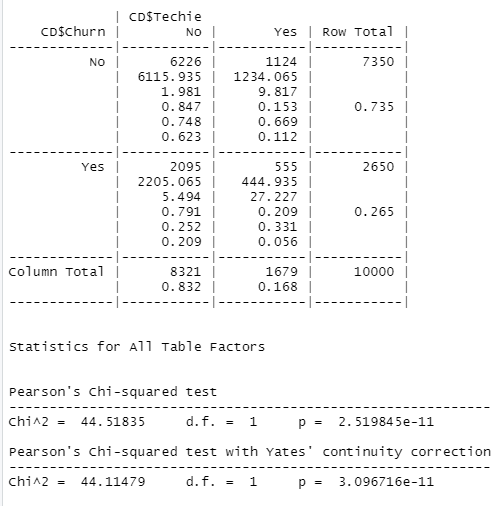 | CD$Techie
    CD$Churn |        No |       Yes | Row Total |
-------------|-----------|-----------|-----------|
          No |      6226 |      1124 |      7350 |
             |  6115.935 |  1234.065 |           |
             |     1.981 |     9.817 |           |
             |     0.847 |     0.153 |     0.735 |
             |     0.748 |     0.669 |           |
             |     0.623 |     0.112 |           |
-------------|-----------|-----------|-----------|
         Yes |      2095 |       555 |      2650 |
             |  2205.065 |   444.935 |           |
             |     5.494 |    27.227 |           |
             |     0.791 |     0.209 |     0.265 |
             |     0.252 |     0.331 |           |
             |     0.209 |     0.056 |           |
-------------|-----------|-----------|-----------|
Column Total |      8321 |      1679 |     10000 |
             |     0.832 |     0.168 |           |
-------------|-----------|-----------|-----------|
Statistics for All Table Factors
Pearson's Chi-squared test
------------------------------------------------------------
Chi^2 =  44.51835     d.f. =  1     p =  2.519845e-11
Pearson's Chi-squared test with Yates' continuity correction
------------------------------------------------------------
Chi^2 =  44.11479     d.f. =  1     p =  3.096716e-11